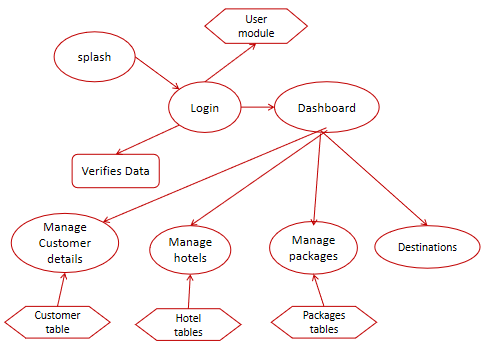 User
module
splash
Login
Dashboard
Verifies Data
Manage
Customer
details
Manage
hotels
Manage
packages
Destinations
Customer
table
Hotel
tables
Packages
tables